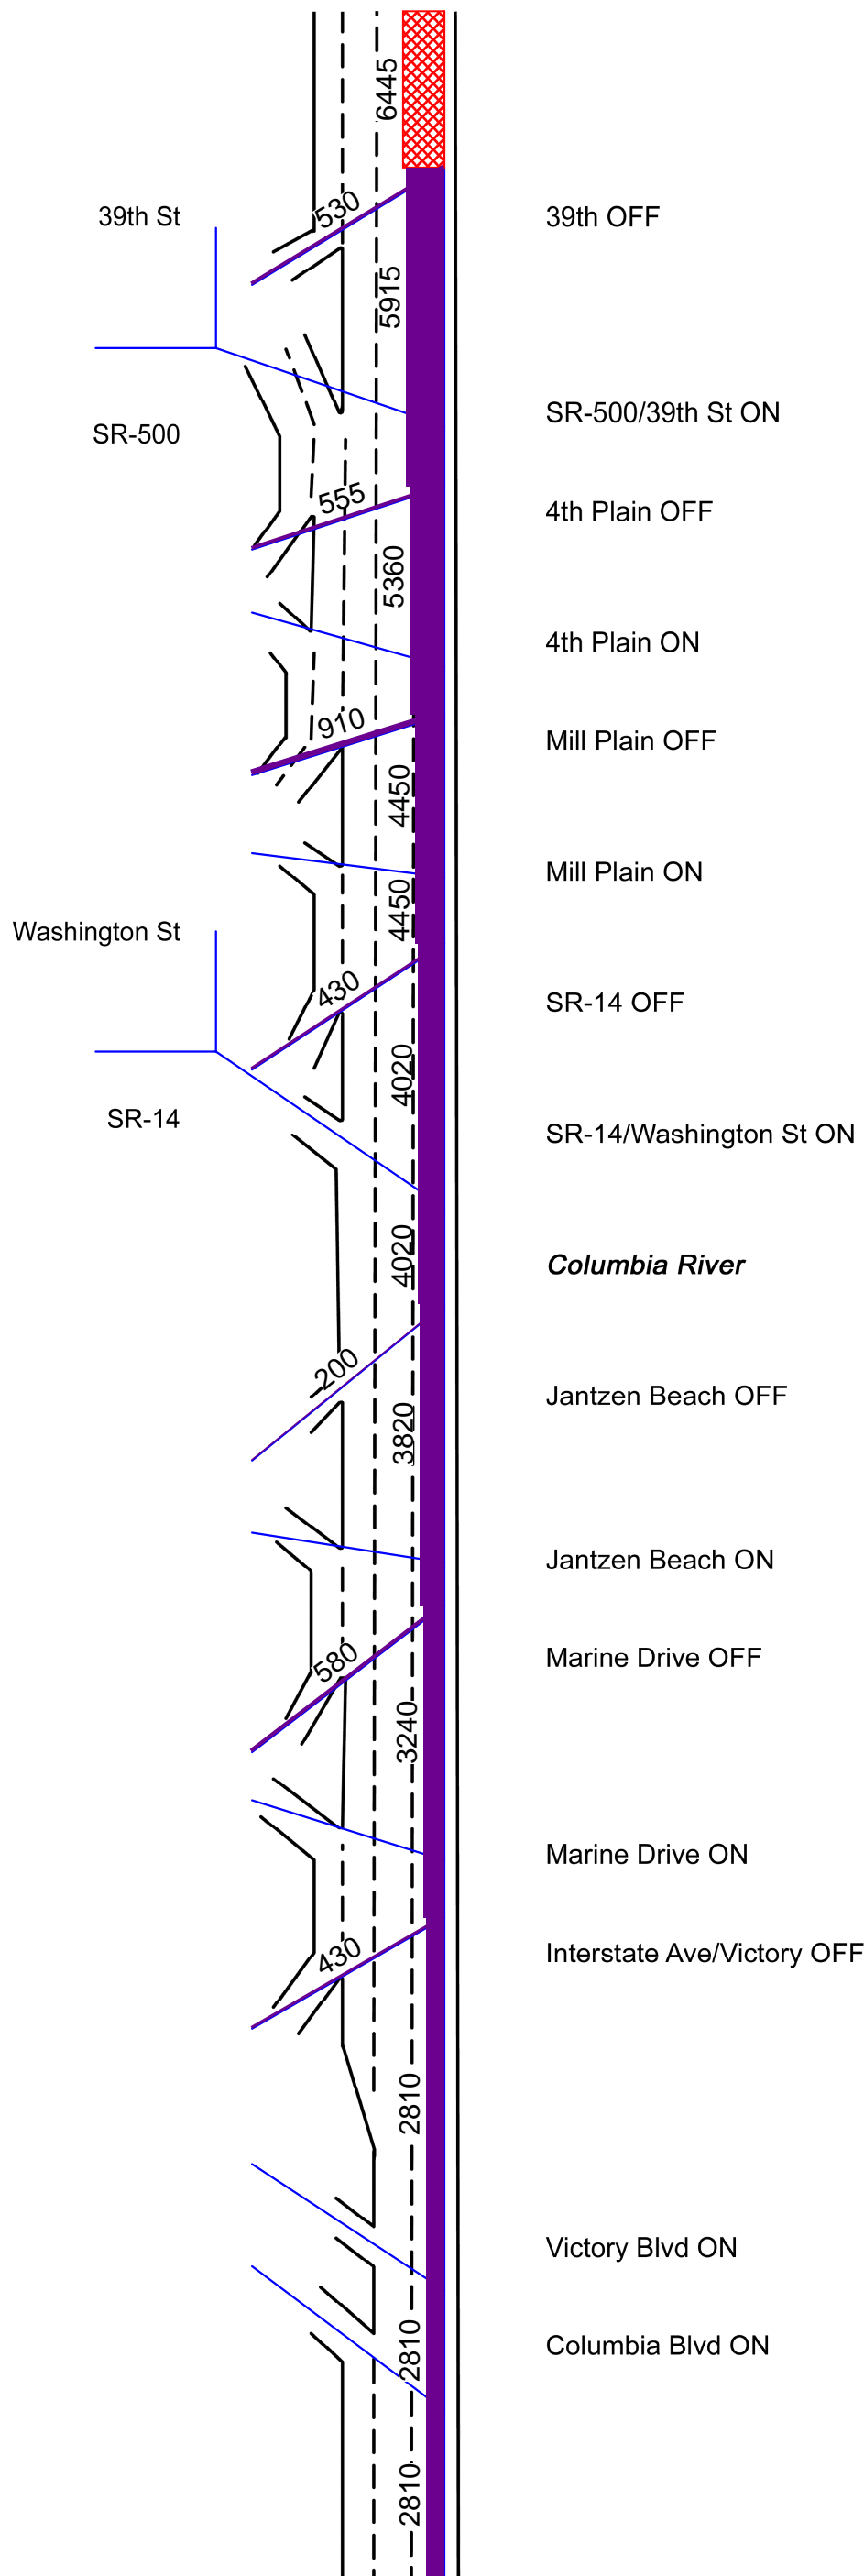 6445
39th St
530
39th OFF
5915
SR-500/39th St ON
SR-500
555
4th Plain OFF
5360
4th Plain ON
910
Mill Plain OFF
4450
Mill Plain ON
4450
Washington St
430
SR-14 OFF
4020
SR-14
SR-14/Washington St ON
4020
Columbia River
200
Jantzen Beach OFF
3820
Jantzen Beach ON
580
Marine Drive OFF
3240
Marine Drive ON
430
Interstate Ave/Victory OFF
2810
Victory Blvd ON
2810
Columbia Blvd ON
2810